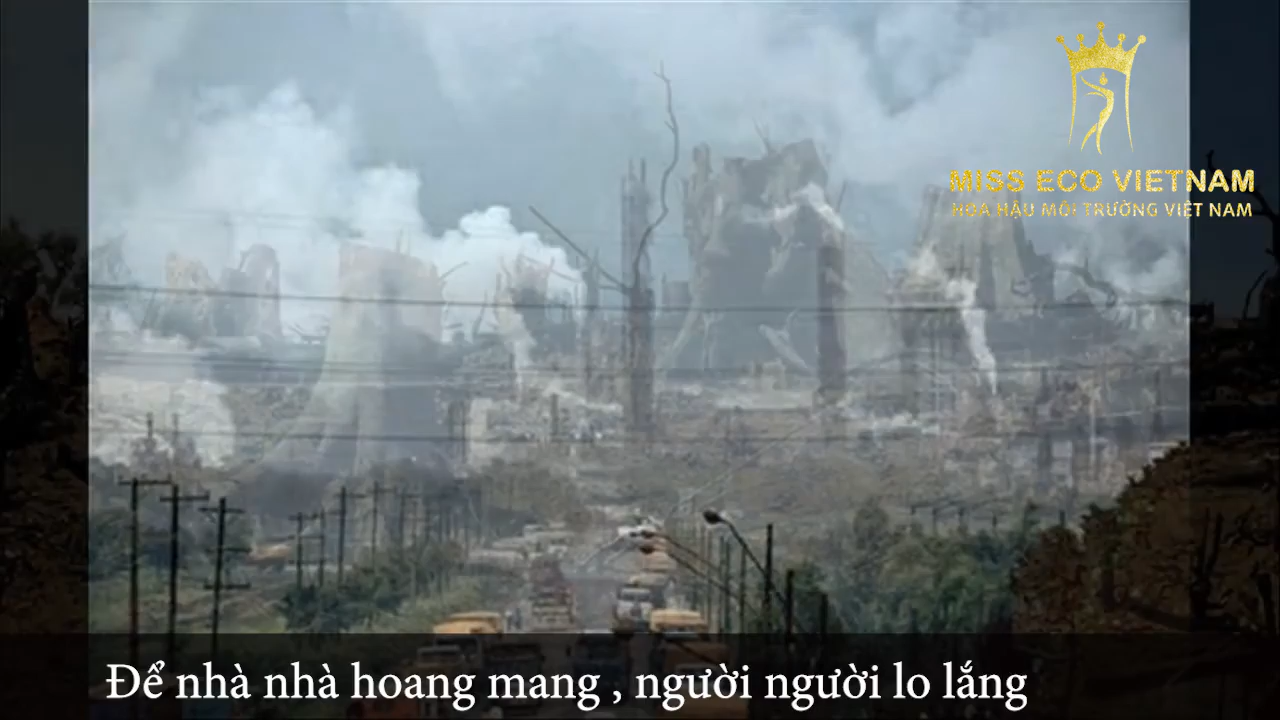 MISS ECO VIETNAM
HOA HẬU MÔI TRƯỜNG VIỆT NAM
Để nhà nhà hoang mang , người người lo lắng